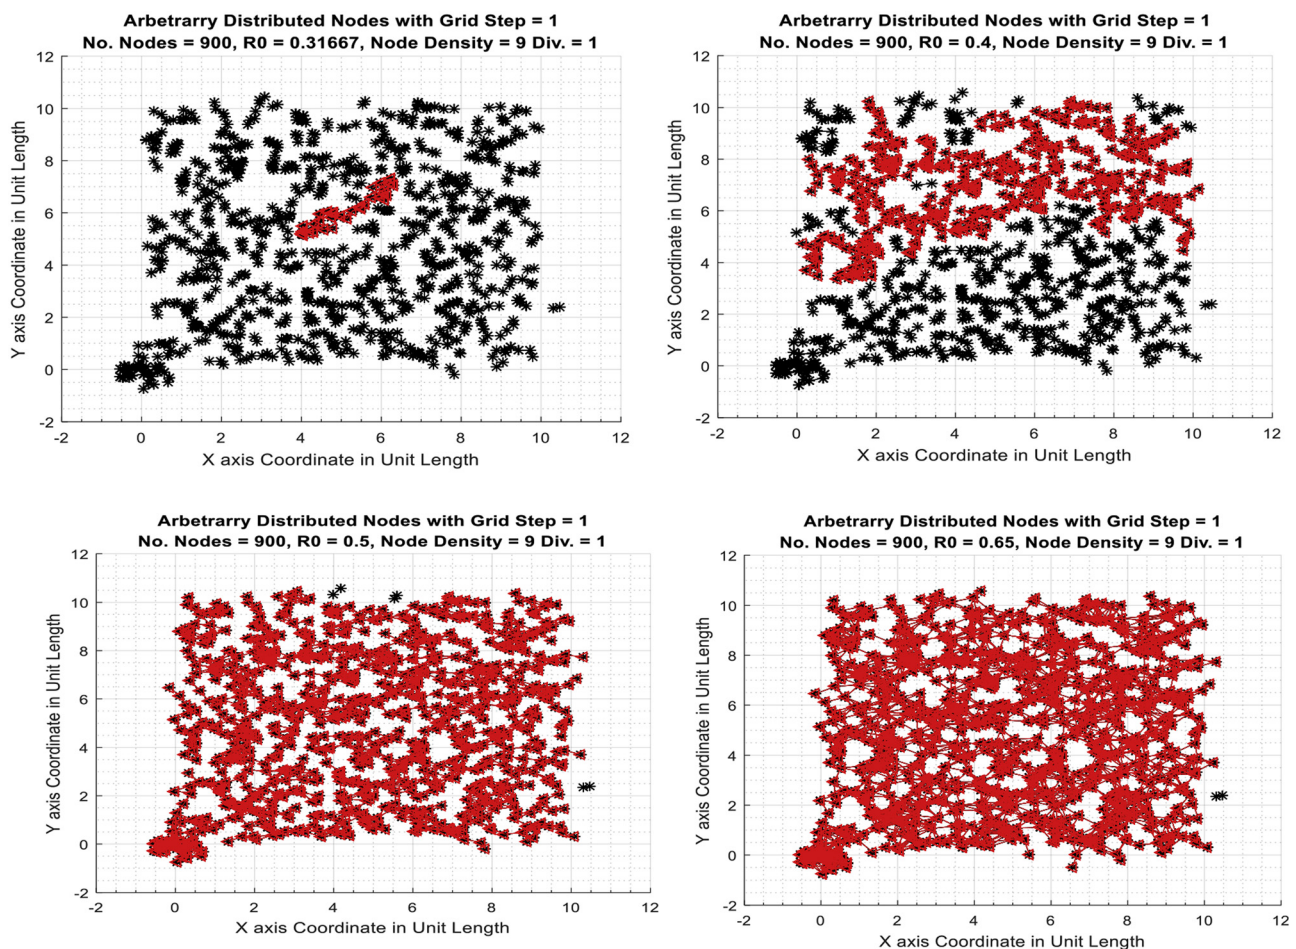 Arbetrarry Distributed Nodes with Grid Step = 1
No. Nodes = 900, R0 = 0.31667, Node Density = 9 Div. = 1
12
10
8
6
4
2
0
-2
Y axis Coordinate in Unit Length
-2 0 2 4 6 8 10 12
X axis Coordinate in Unit Length
Arbetrarry Distributed Nodes with Grid Step = 1
No. Nodes = 900, R0 = 0.4, Node Density = 9 Div. = 1
12
10
8
6
4
2
0
-2
Y axis Coordinate in Unit Length
-2 0 2 4 6 8 10 12
X axis Coordinate in Unit Length
Arbetrarry Distributed Nodes with Grid Step = 1
No. Nodes = 900, R0 = 0.5, Node Density = 9 Div. = 1
12
10
8
6
4
2
0
-2
Y axis Coordinate in Unit Length
-2 0 2 4 6 8 10 12
X axis Coordinate in Unit Length
Arbetrarry Distributed Nodes with Grid Step = 1
No. Nodes = 900, R0 = 0.65, Node Density = 9 Div. = 1
12
10
8
6
4
2
0
-2
Y axis Coordinate in Unit Length
-2 0 2 4 6 8 10 12
X axis Coordinate in Unit Length